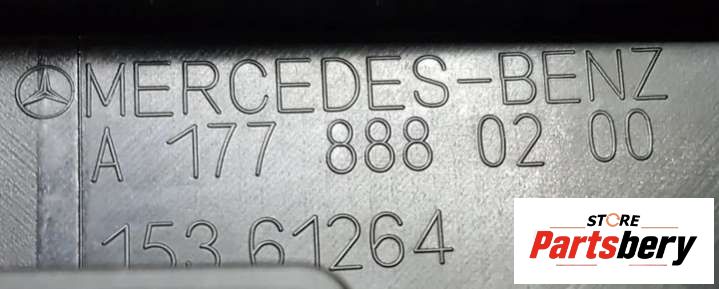 MERCEDES-BENZ
A 177 888 02 00
153 61264
STORE
Partsbery